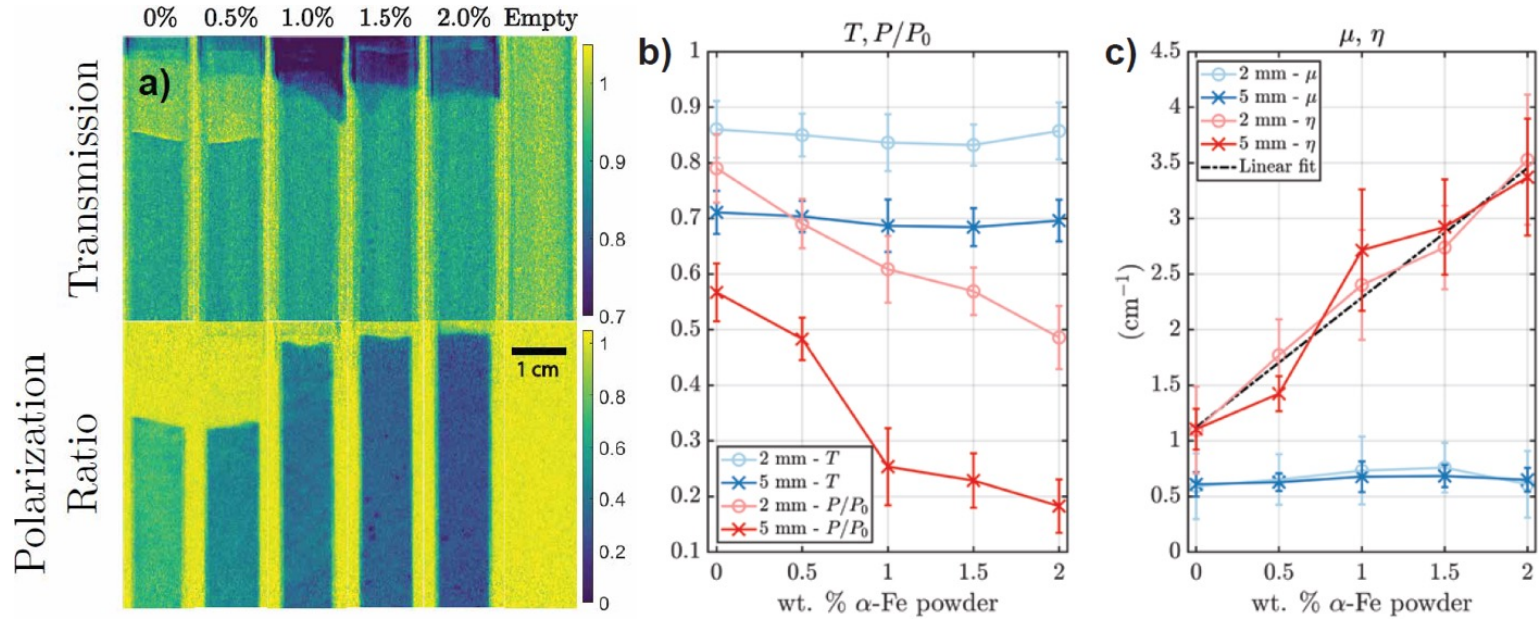 0% 0.5% 1.0% 1.5% 2.0% Empty
a)
Transmission
1
0.9
0.8
0.7
Polarization
Ratio
1
0.8
0.6
0.4
0.2
0
1 cm
b)
T, P/P₀
1
0.9
0.8
0.7
0.6
0.5
0.4
0.3
0.2
0.1
2 mm - T
5 mm - T
2 mm - P/P₀
5 mm - P/P₀
0 0.5 1 1.5 2
wt. % α-Fe powder
c)
μ, η
(cm⁻¹)
4.5
4
3.5
3
2.5
2
1.5
1
0.5
0
2 mm - μ
5 mm - μ
2 mm - η
5 mm - η
Linear fit
0 0.5 1 1.5 2
wt. % α-Fe powder